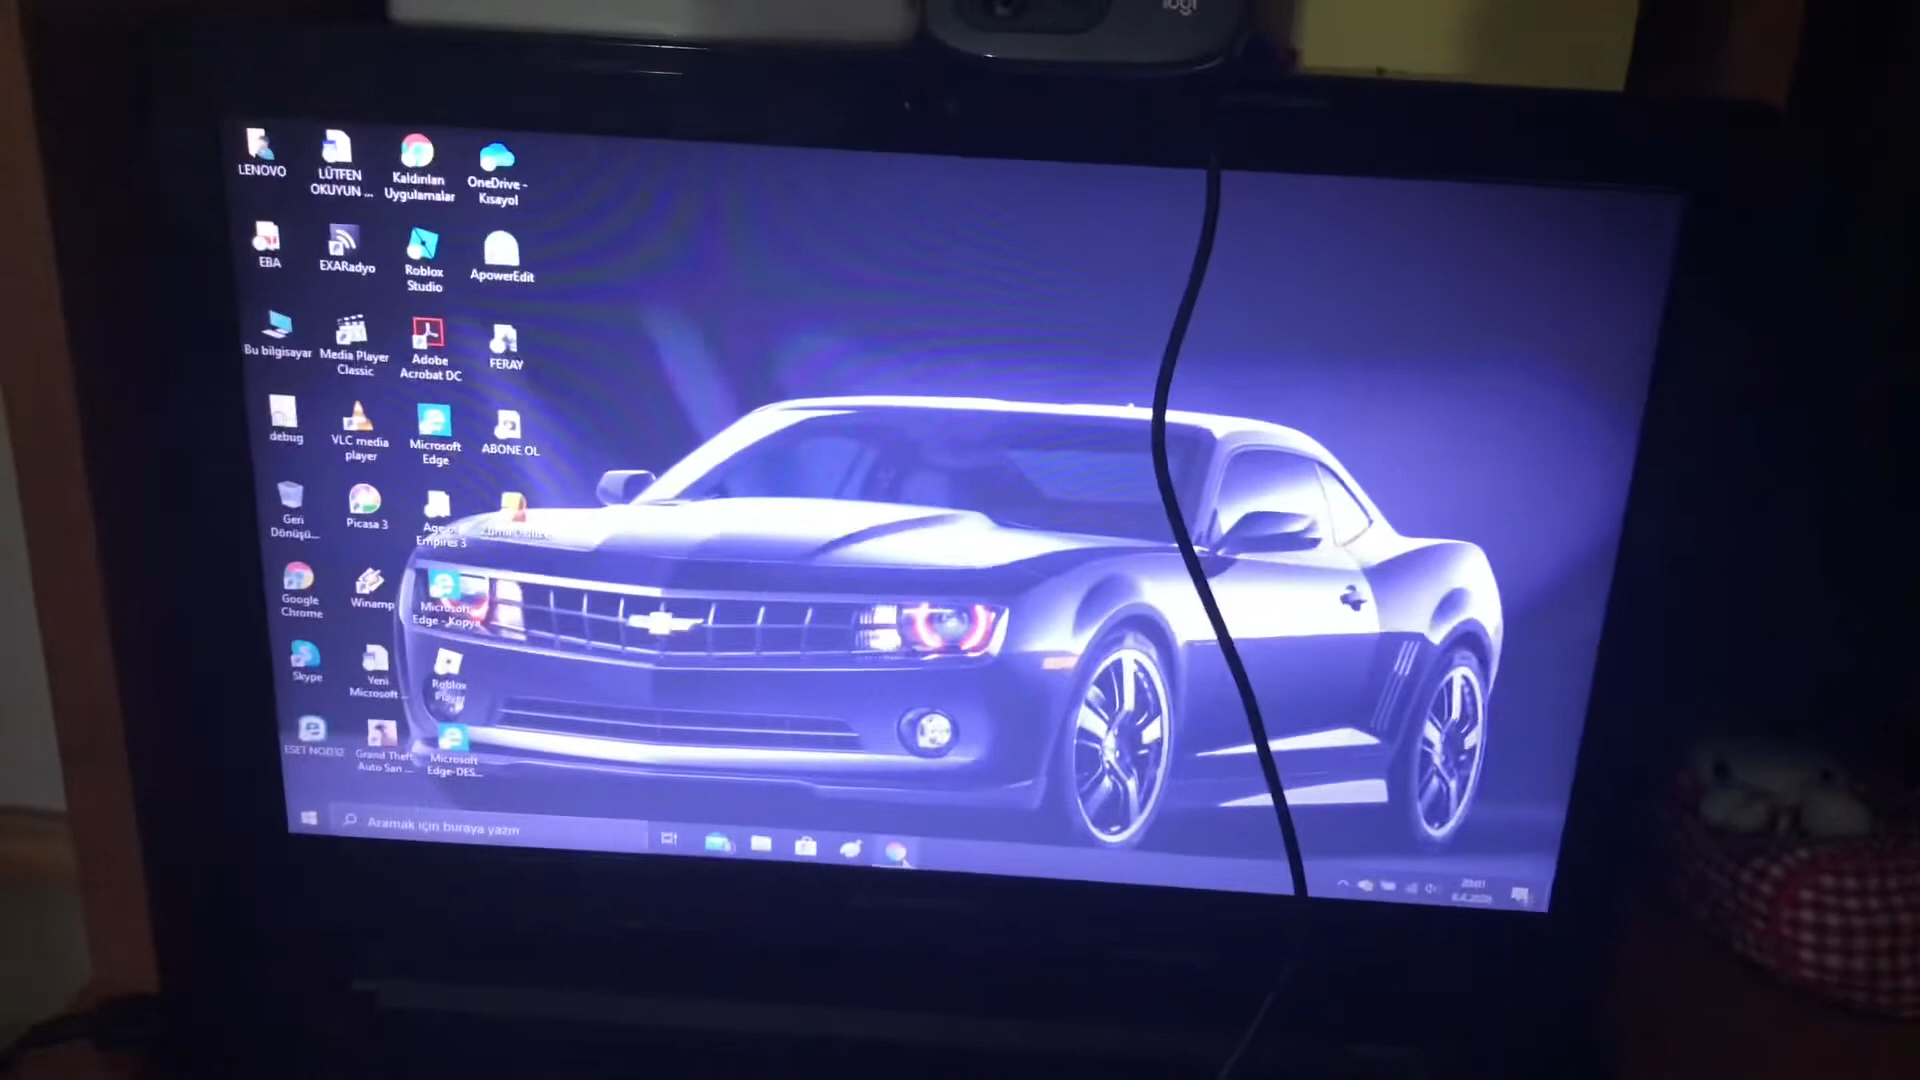 logi
LENOVO
LÜTFEN
OKUYUN ...
Kaldırılan
Uygulamalar
OneDrive -
Kısayol
EBA
EXARadyo
Roblox
Studio
ApowerEdit
Bu bilgisayar
Media Player
Classic
Adobe
Acrobat DC
FERAY
debug
VLC media
player
Microsoft
Edge
ABONE OL
Geri
Dönüşü...
Picasa 3
Empires 3
Google
Chrome
Winamp
Microsoft
Edge - Kopya
Skype
Yeni
Microsoft ...
Roblox
Player
ESET NOD32
Grand Theft
Auto San ...
Microsoft
Edge-DES...
Aramak için buraya yazın
20:01